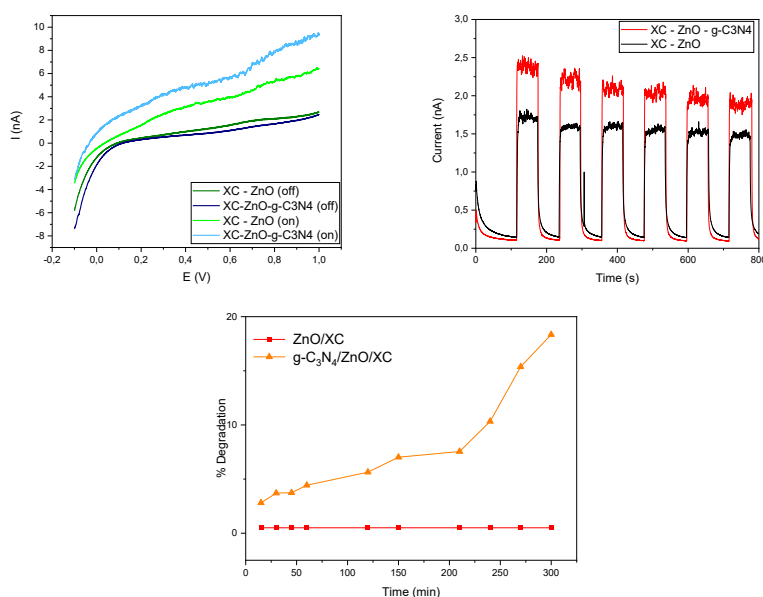 I (nA)
10
8
6
4
2
0
-2
-4
-6
-8
-0,2
0,0
0,2
0,4
0,6
0,8
1,0
E (V)
XC - ZnO (off)
XC-ZnO-g-C3N4 (off)
XC - ZnO (on)
XC-ZnO-g-C3N4 (on)
Current (nA)
3,0
2,5
2,0
1,5
1,0
0,5
0,0
0
200
400
600
800
Time (s)
XC - ZnO - g-C3N4
XC - ZnO
% Degradation
20
10
0
0
50
100
150
200
250
300
Time (min)
ZnO/XC
g-C₃N₄/ZnO/XC